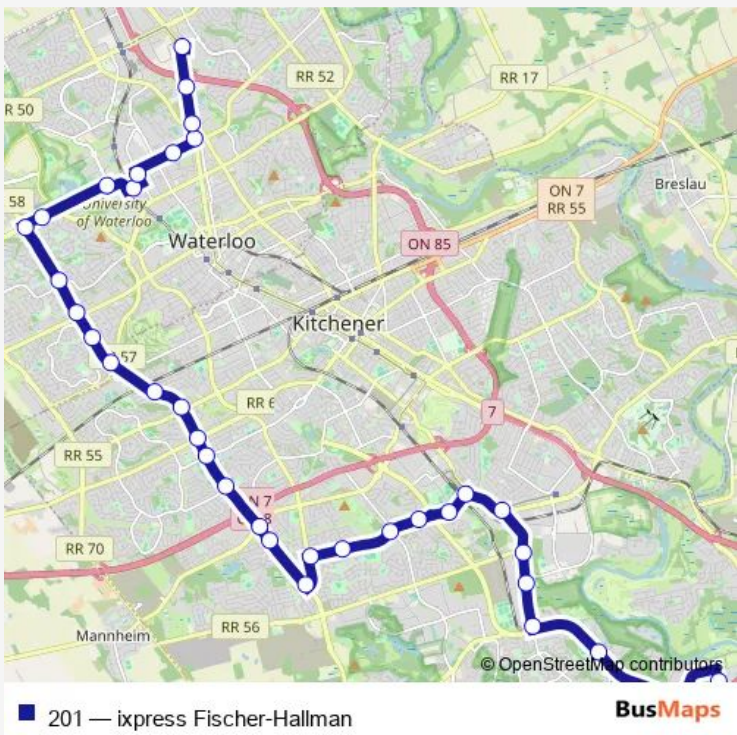 RR 52
RR 17
R 50
ON 7
RR 55
Breslau
58
University
of Waterloo
Waterloo
ON 85
Kitchener
57
RR 6
7
RR 55
N 7
8
RR 70
RR 56
Mannheim
© OpenStreetMap contributors
201 — ixpress Fischer-Hallman
BusMaps